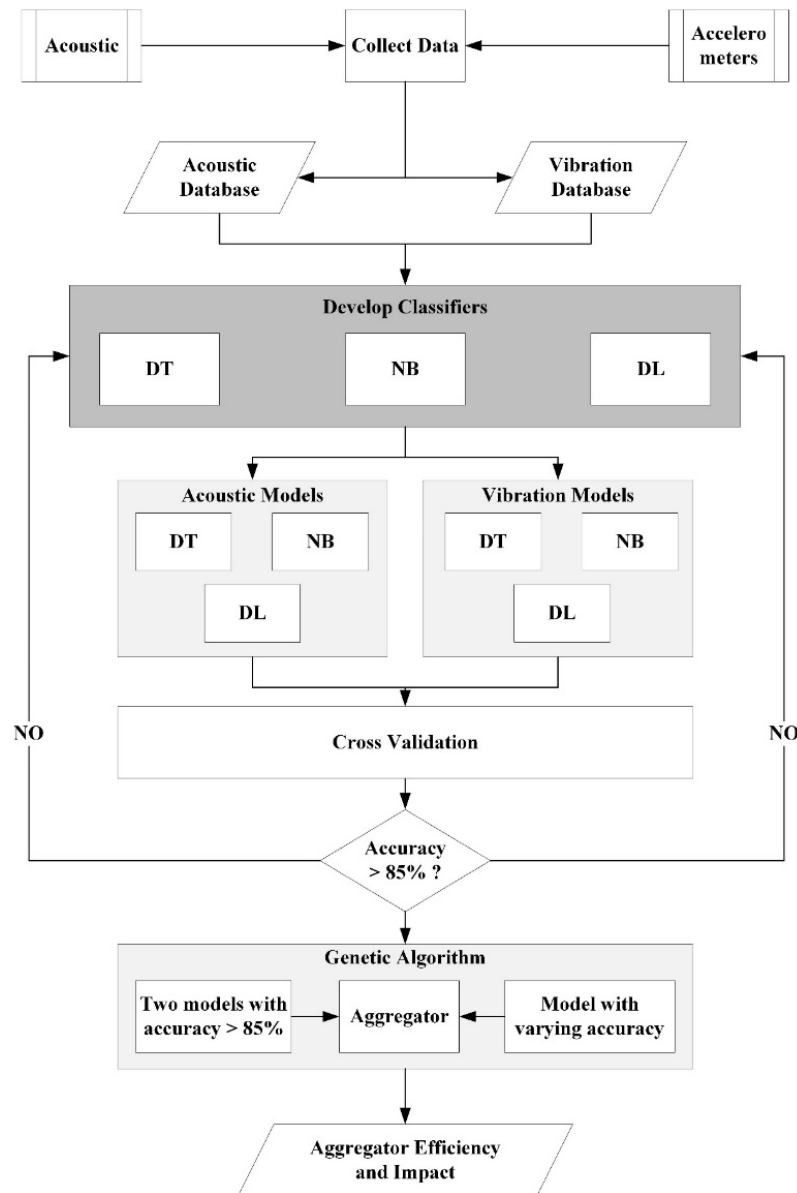 Acoustic
Collect Data
Accelero
meters
Acoustic
Database
Vibration
Database
Develop Classifiers
DT
NB
DL
Acoustic Models
DT
NB
DL
Vibration Models
DT
NB
DL
NO
Cross Validation
NO
Accuracy
> 85% ?
Genetic Algorithm
Two models with
accuracy > 85%
Aggregator
Model with
varying accuracy
Aggregator Efficiency
and Impact